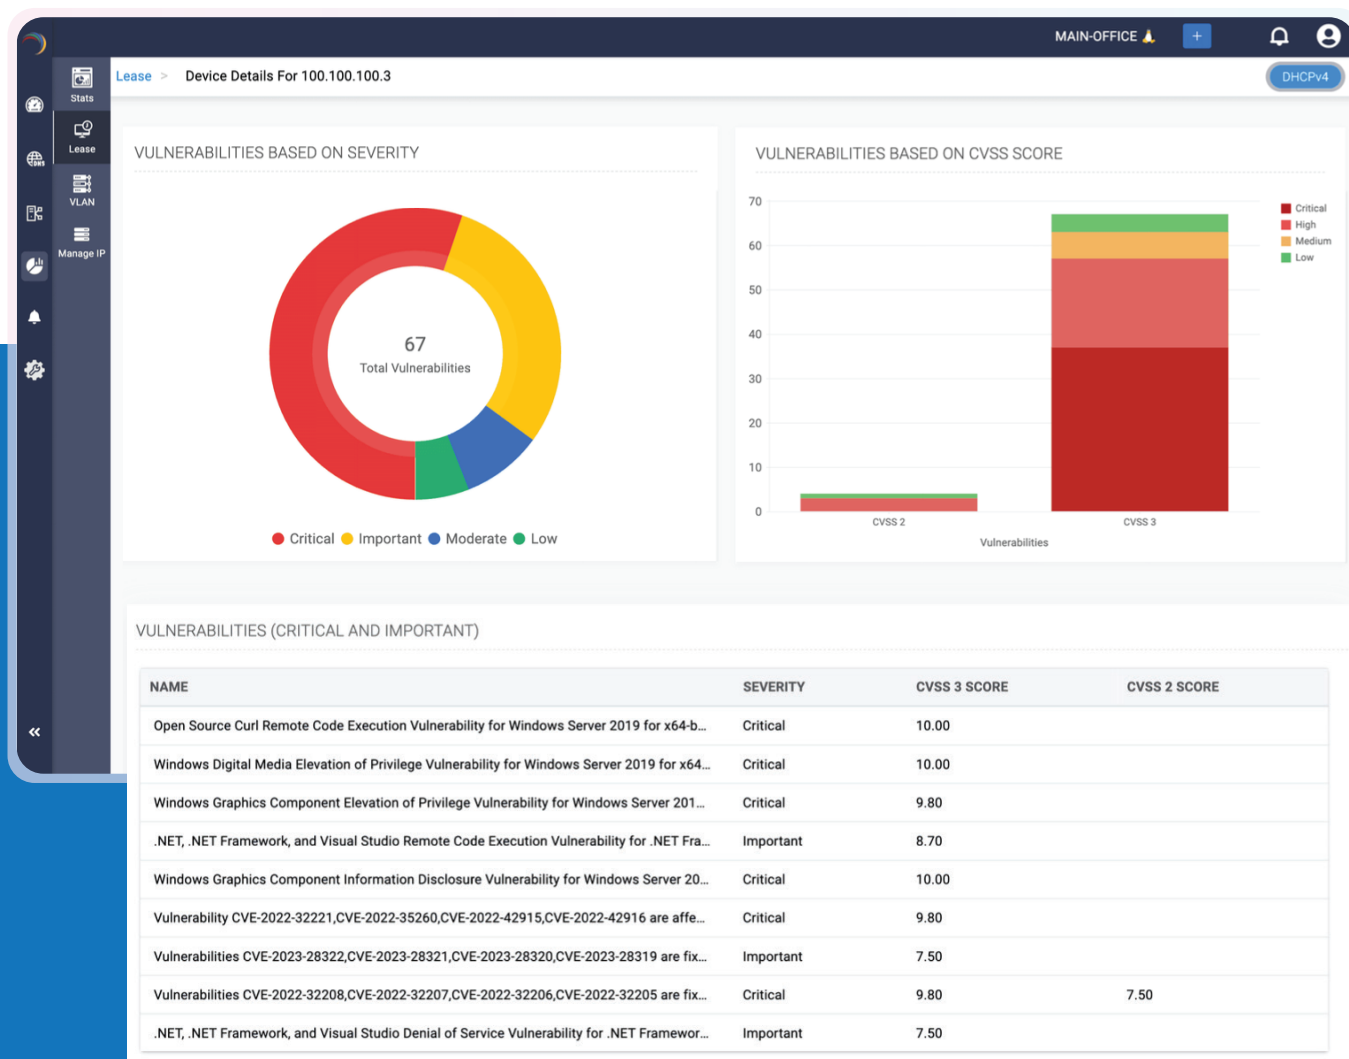 MAIN-OFFICE
+
Stats
Lease
VLAN
Manage IP
DNS
«
Lease > Device Details For 100.100.100.3
DHCPv4
VULNERABILITIES BASED ON SEVERITY
67
Total Vulnerabilities
Critical Important Moderate Low
VULNERABILITIES BASED ON CVSS SCORE
70
60
50
40
30
20
10
0
CVSS 2 CVSS 3
Vulnerabilities
Critical
High
Medium
Low
VULNERABILITIES (CRITICAL AND IMPORTANT)
NAME SEVERITY CVSS 3 SCORE CVSS 2 SCORE
Open Source Curl Remote Code Execution Vulnerability for Windows Server 2019 for x64-b... Critical 10.00
Windows Digital Media Elevation of Privilege Vulnerability for Windows Server 2019 for x64... Critical 10.00
Windows Graphics Component Elevation of Privilege Vulnerability for Windows Server 201... Critical 9.80
.NET, .NET Framework, and Visual Studio Remote Code Execution Vulnerability for .NET Fra... Important 8.70
Windows Graphics Component Information Disclosure Vulnerability for Windows Server 20... Critical 10.00
Vulnerability CVE-2022-32221,CVE-2022-35260,CVE-2022-42915,CVE-2022-42916 are affe... Critical 9.80
Vulnerabilities CVE-2023-28322,CVE-2023-28321,CVE-2023-28320,CVE-2023-28319 are fix... Important 7.50
Vulnerabilities CVE-2022-32208,CVE-2022-32207,CVE-2022-32206,CVE-2022-32205 are fix... Critical 9.80 7.50
.NET, .NET Framework, and Visual Studio Denial of Service Vulnerability for .NET Framewor... Important 7.50